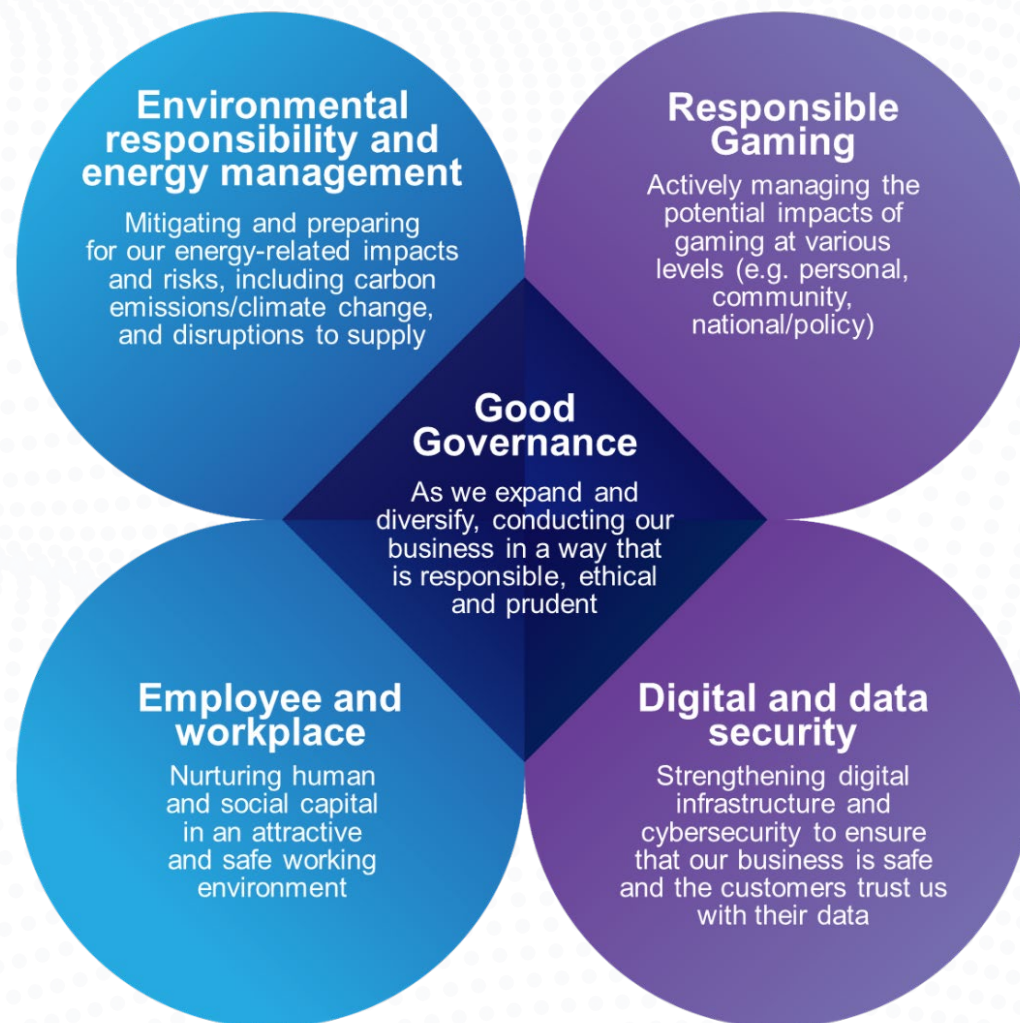 Environmental
responsibility and
energy management
Mitigating and preparing
for our energy-related impacts
and risks, including carbon
emissions/climate change,
and disruptions to supply
Responsible
Gaming
Actively managing the
potential impacts of
gaming at various
levels (e.g. personal,
community,
national/policy)
Good
Governance
As we expand and
diversify, conducting our
business in a way that
is responsible, ethical
and prudent
Employee and
workplace
Nurturing human
and social capital
in an attractive
and safe working
environment
Digital and data
security
Strengthening digital
infrastructure and
cybersecurity to ensure
that our business is safe
and the customers trust us
with their data